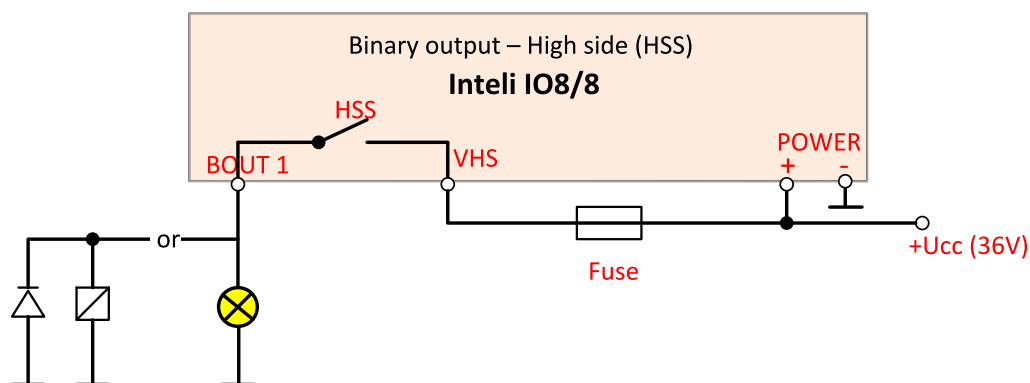 Binary output – High side (HSS)
Inteli IO8/8
HSS
BOUT 1
VHS
POWER
+ -
or
Fuse
+Ucc (36V)